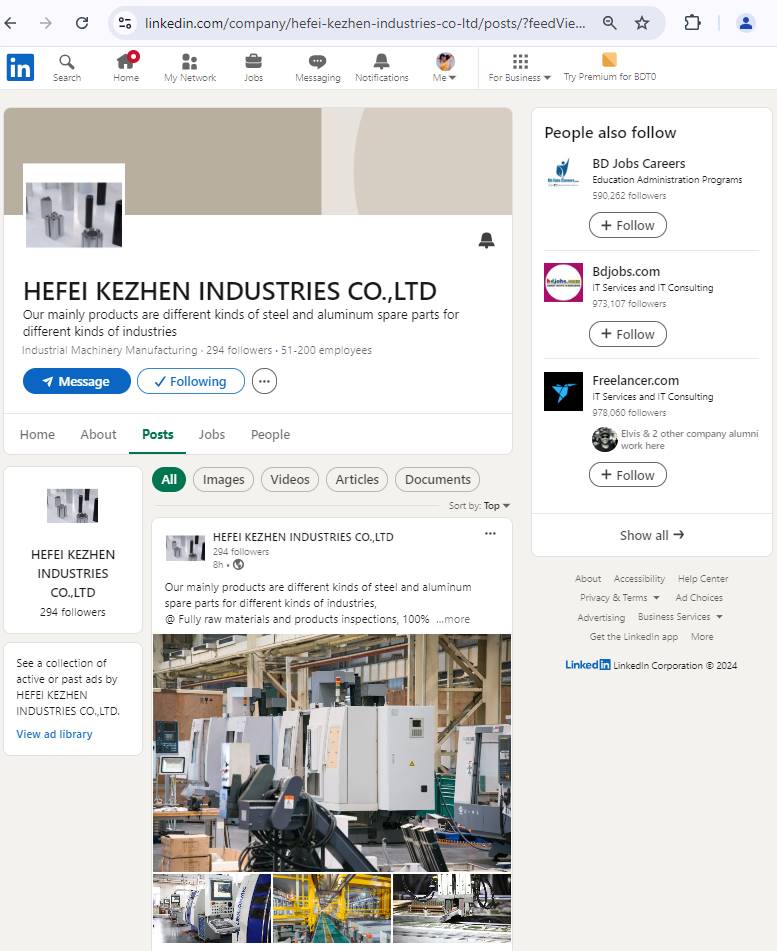 linkedin.com/company/hefei-kezhen-industries-co-ltd/posts/?feedVie...
in
Search
Home
My Network
Jobs
Messaging
Notifications
Me
For Business
Try Premium for BDT0
HEFEI KEZHEN INDUSTRIES CO.,LTD
Our mainly products are different kinds of steel and aluminum spare parts for
different kinds of industries
Industrial Machinery Manufacturing · 294 followers · 51-200 employees
Message
Following
Home
About
Posts
Jobs
People
HEFEI KEZHEN
INDUSTRIES
CO.,LTD
294 followers
See a collection of
active or past ads by
HEFEI KEZHEN
INDUSTRIES CO.,LTD.
View ad library
All
Images
Videos
Articles
Documents
Sort by: Top
HEFEI KEZHEN INDUSTRIES CO.,LTD
294 followers
8h •
Our mainly products are different kinds of steel and aluminum
spare parts for different kinds of industries,
@ Fully raw materials and products inspections, 100% ...more
People also follow
BD Jobs Careers
Education Administration Programs
590,262 followers
+ Follow
Bdjobs.com
IT Services and IT Consulting
973,107 followers
+ Follow
Freelancer.com
IT Services and IT Consulting
978,060 followers
Elvis & 2 other company alumni
work here
+ Follow
Show all →
About Accessibility Help Center
Privacy & Terms Ad Choices
Advertising Business Services
Get the LinkedIn app More
LinkedIn LinkedIn Corporation © 2024